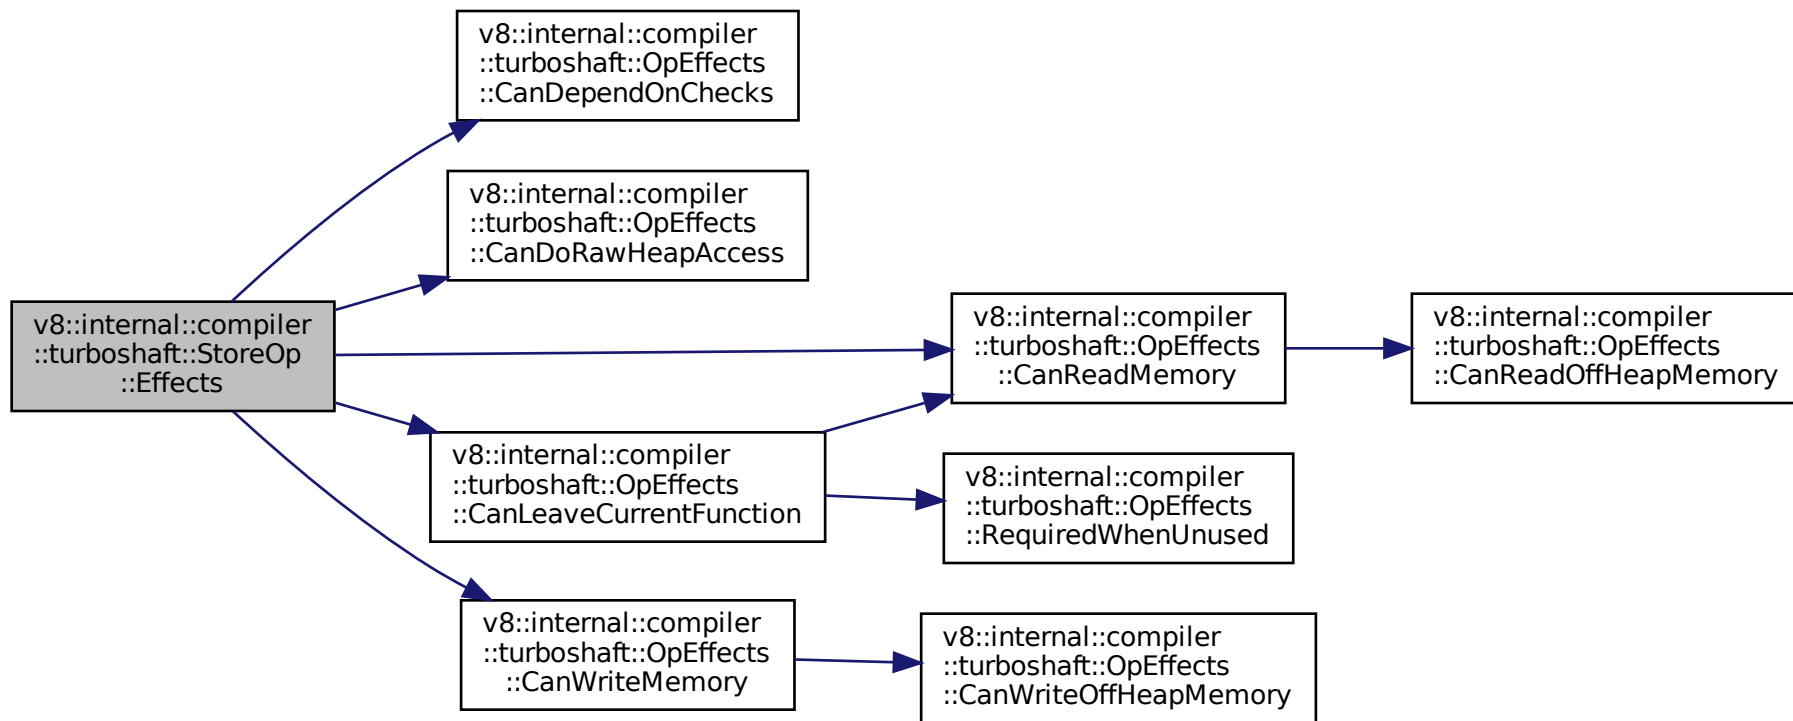 v8::internal::compiler
::turboshaft::OpEffects
::CanDependOnChecks
v8::internal::compiler
::turboshaft::OpEffects
::CanDoRawHeapAccess
v8::internal::compiler
::turboshaft::StoreOp
::Effects
v8::internal::compiler
::turboshaft::OpEffects
::CanReadMemory
v8::internal::compiler
::turboshaft::OpEffects
::CanReadOffHeapMemory
v8::internal::compiler
::turboshaft::OpEffects
::CanLeaveCurrentFunction
v8::internal::compiler
::turboshaft::OpEffects
::RequiredWhenUnused
v8::internal::compiler
::turboshaft::OpEffects
::CanWriteMemory
v8::internal::compiler
::turboshaft::OpEffects
::CanWriteOffHeapMemory